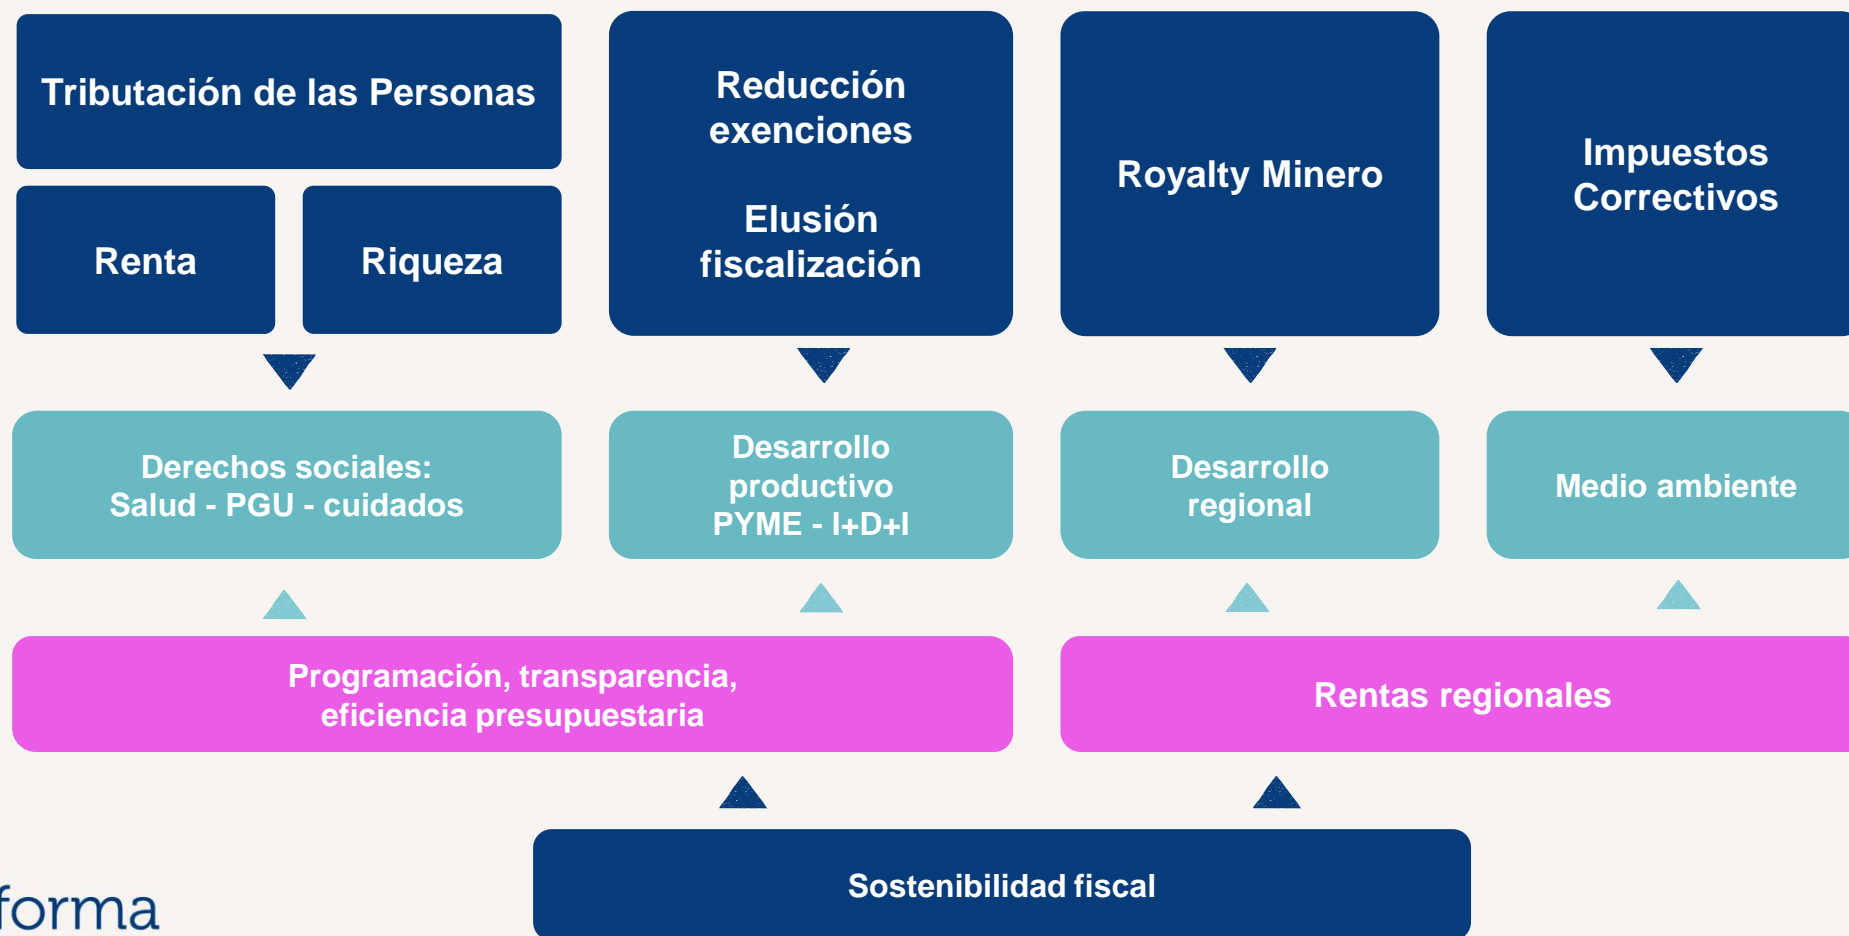 Tributación de las Personas
Renta
Riqueza
Reducción
exenciones
Elusión
fiscalización
Royalty Minero
Impuestos
Correctivos
Derechos sociales:
Salud - PGU - cuidados
Desarrollo
productivo
PYME - I+D+I
Desarrollo
regional
Medio ambiente
Programación, transparencia,
eficiencia presupuestaria
Rentas regionales
Sostenibilidad fiscal
forma